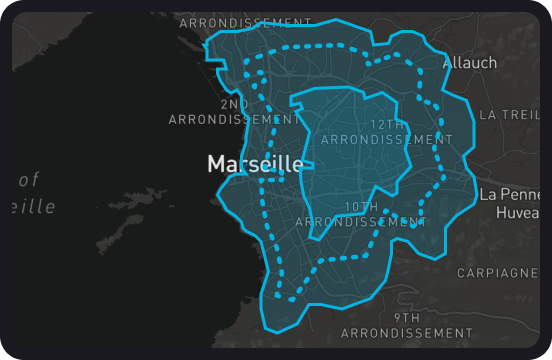 ARRONDISSEMENT
Allauch
2ND
ARRONDISSEMENT
LA TREIL
12TH
ARRONDISSEMENT
Marseille
of
eille
La Penne
Huvea
10TH
ARRONDISSEMENT
CARPIAGNE
9TH
ARRONDISSEMENT